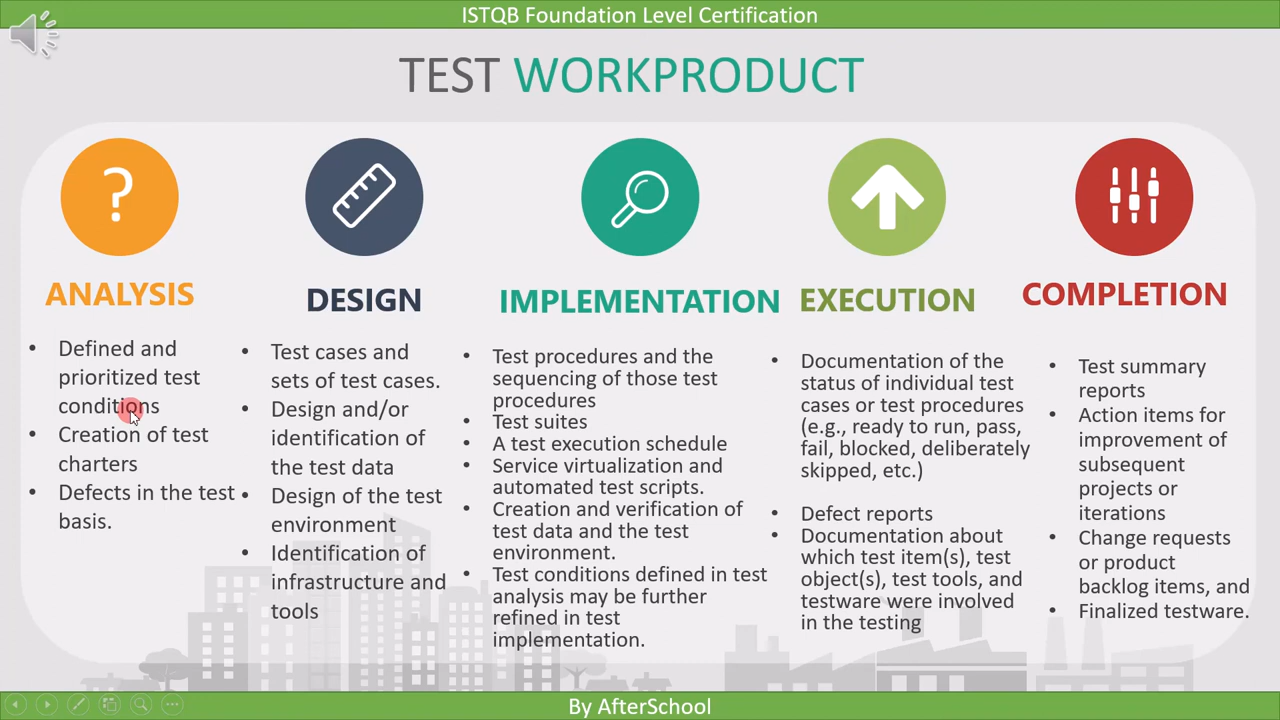 ISTQB Foundation Level Certification
TEST WORKPRODUCT
?
ANALYSIS
• Defined and
prioritized test
conditions
• Creation of test
charters
• Defects in the test
basis.
DESIGN
• Test cases and
sets of test cases.
• Design and/or
identification of
the test data
• Design of the test
environment
• Identification of
infrastructure and
tools
IMPLEMENTATION
• Test procedures and the
sequencing of those test
procedures
• Test suites
• A test execution schedule
• Service virtualization and
automated test scripts.
• Creation and verification of
test data and the test
environment.
• Test conditions defined in test
analysis may be further
refined in test
implementation.
EXECUTION
• Documentation of the
status of individual test
cases or test procedures
(e.g., ready to run, pass,
fail, blocked, deliberately
skipped, etc.)
• Defect reports
• Documentation about
which test item(s), test
object(s), test tools, and
testware were involved
in the testing
COMPLETION
• Test summary
reports
• Action items for
improvement of
subsequent
projects or
iterations
• Change requests
or product
backlog items, and
• Finalized testware.
By AfterSchool